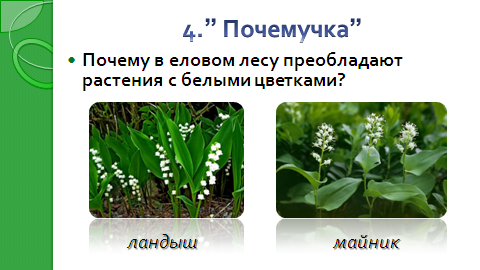 4.” Почемучка”
• Почему в еловом лесу преобладают
растения с белыми цветками?
ландыш
майник